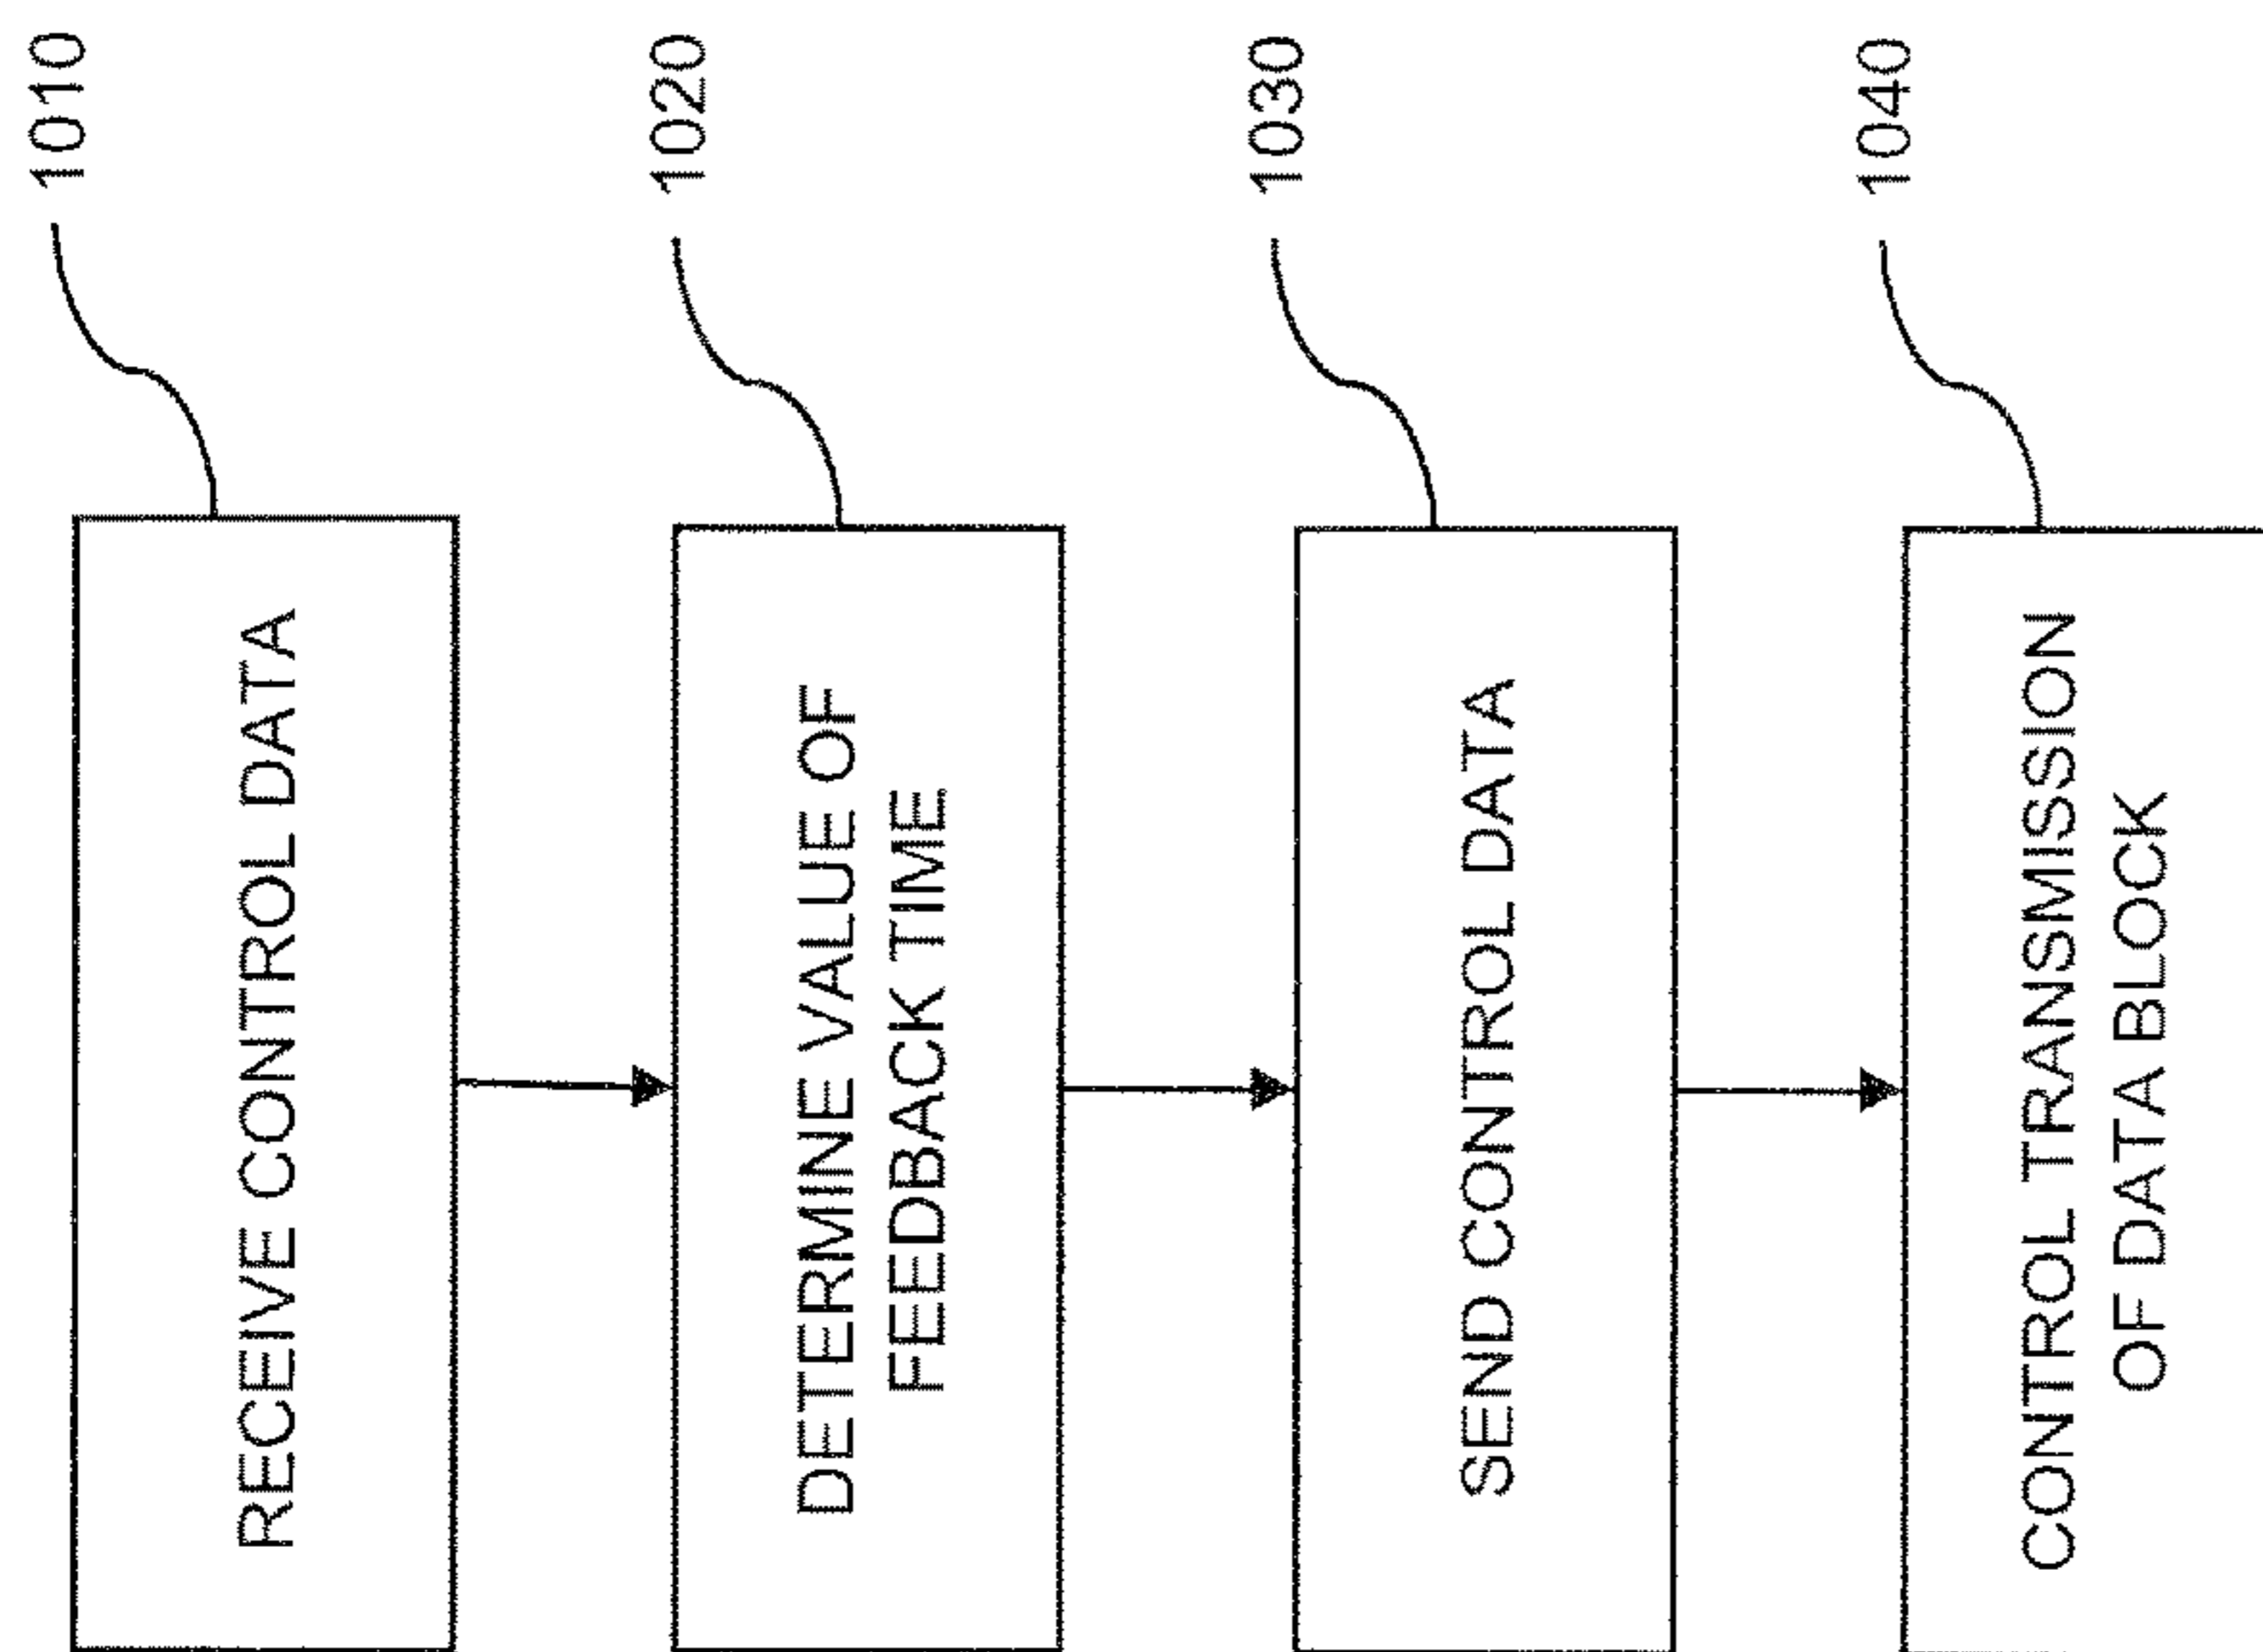 1010
RECEIVE CONTROL DATA
1020
DETERMINE VALUE OF
FEEDBACK TIME
1030
SEND CONTROL DATA
1040
CONTROL TRANSMISSION
OF DATA BLOCK